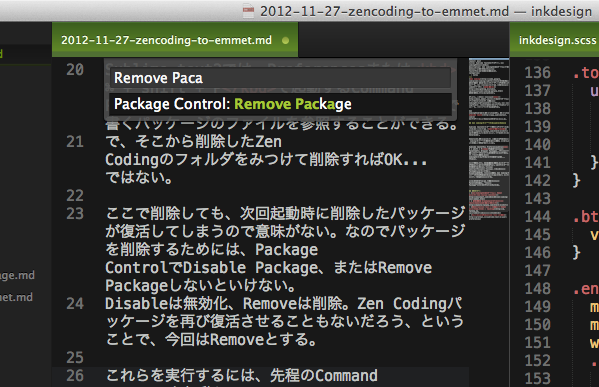 2012-11-27-zencoding-to-emmet.md — inkdesign
2012-11-27-zencoding-to-emmet.md
inkdesign.scss
Remove Paca
Package Control: Remove Package
20
書くパッケージのファイルを参照することができる。
21 で、そこから削除したZen
Codingのフォルダをみつけて削除すればOK...
ではない。
22
23 ここで削除しても、次回起動時に削除したパッケージ
が復活してしまうので意味がない。なのでパッケージ
を削除するためには、Package
ControlでDisable Package、またはRemove
Packageしないといけない。
24 Disableは無効化、Removeは削除。Zen Codingパ
ッケージを再び復活させることもないだろう、という
ことで、今回はRemoveとする。
25
26 これらを実行するには、先程のCommand
age.md
met.md
136 .to
137 u
138
139
140
141 }
142 }
143
144 .bt
145 v
146 }
147
148 .en
149 m
150 m
151 w
152 .
153